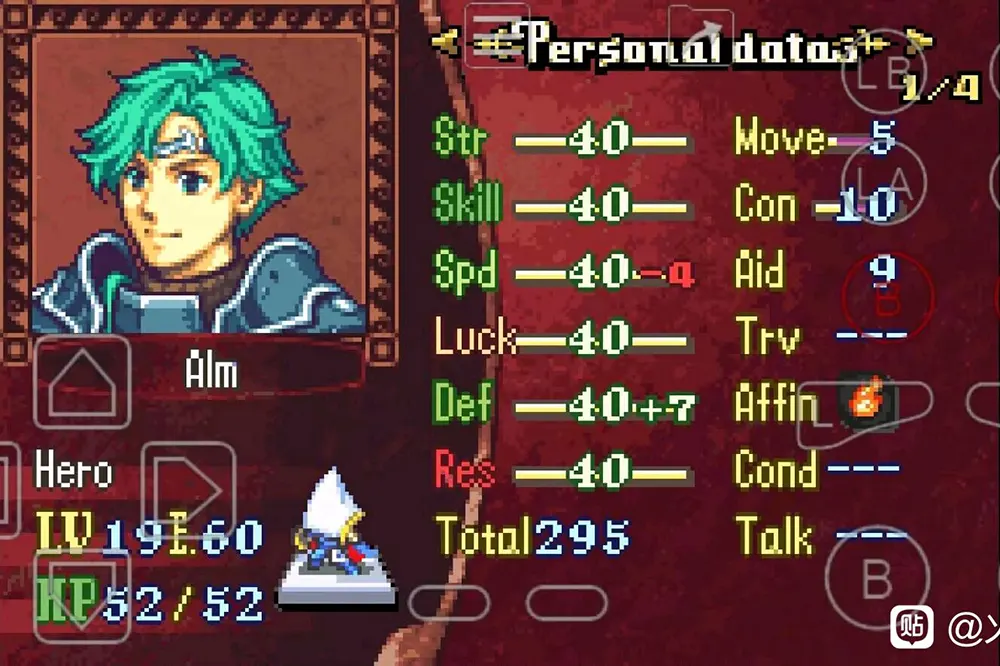 Personal datas
1/4
Str 40 Move 5
Skill 40 Con 10
Spd 40 -4 Aid 9
Luck 40 Trv ---
Alm
Def 40 +7 Affin
Hero
Res 40 Cond ---
LV 19 E 60 Total 295 Talk ---
HP 52/52
LB
LA
B
L
B
贴 @